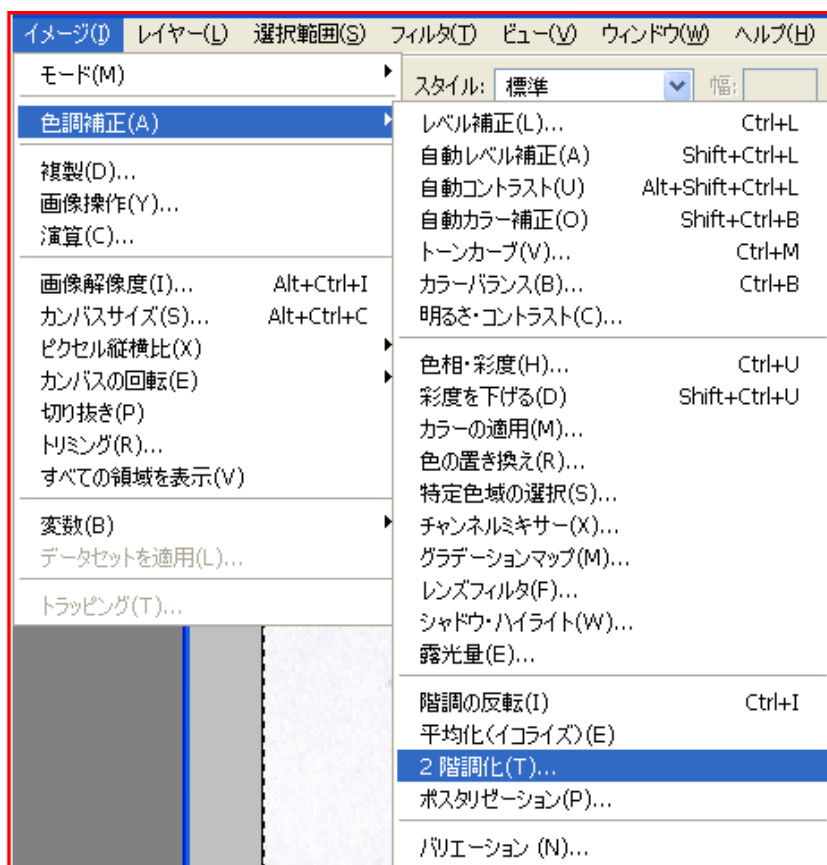 イメージ(I) レイヤー(L) 選択範囲(S) フィルタ(T) ビュー(V) ウィンドウ(W) ヘルプ(H)
スタイル: 標準 幅:
モード(M)
色調補正(A)
複製(D)...
画像操作(Y)...
演算(C)...
画像解像度(I)... Alt+Ctrl+I
カンバスサイズ(S)... Alt+Ctrl+C
ピクセル縦横比(X)
カンバスの回転(E)
切り抜き(P)
トリミング(R)...
すべての領域を表示(V)
変数(B)
データセットを適用(L)...
トラッピング(T)...
レベル補正(L)... Ctrl+L
自動レベル補正(A) Shift+Ctrl+L
自動コントラスト(U) Alt+Shift+Ctrl+L
自動カラー補正(O) Shift+Ctrl+B
トーンカーブ(V)... Ctrl+M
カラーバランス(B)... Ctrl+B
明るさ・コントラスト(C)...
色相・彩度(H)... Ctrl+U
彩度を下げる(D) Shift+Ctrl+U
カラーの適用(M)...
色の置き換え(R)...
特定色域の選択(S)...
チャンネルミキサー(X)...
グラデーションマップ(M)...
レンズフィルタ(F)...
シャドウ・ハイライト(W)...
露光量(E)...
階調の反転(I) Ctrl+I
平均化(イコライズ)(E)
2 階調化(T)...
ポスタリゼーション(P)...
バリエーション (N)...